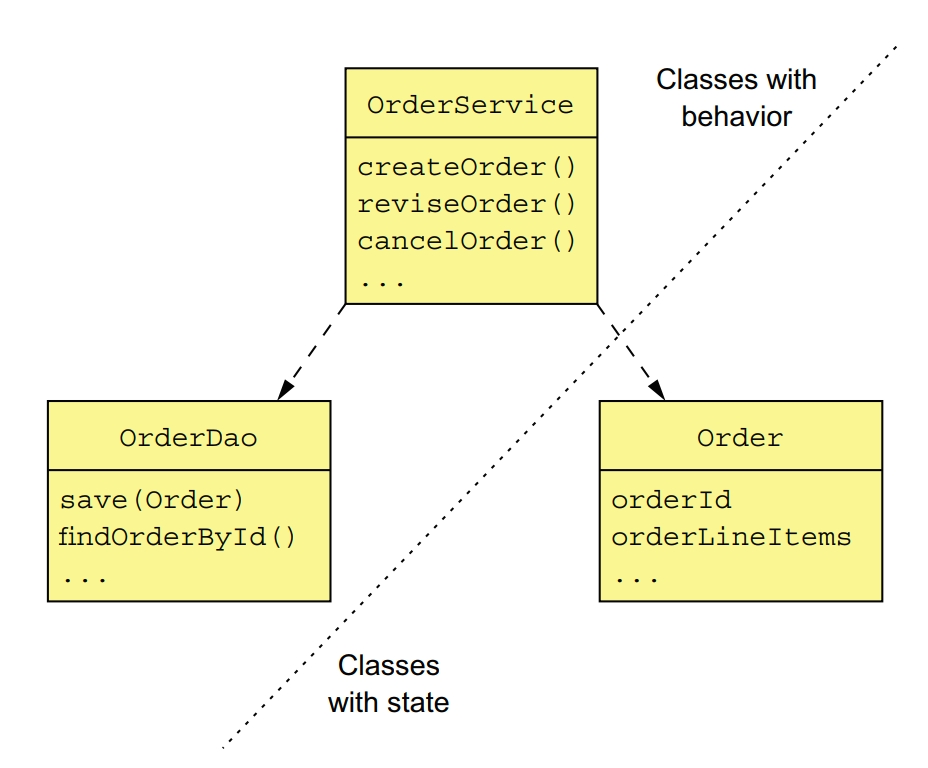 Classes with
behavior
OrderService
createOrder()
reviseOrder()
cancelOrder()
...
OrderDao
save(Order)
findOrderById()
...
Order
orderId
orderLineItems
...
Classes
with state